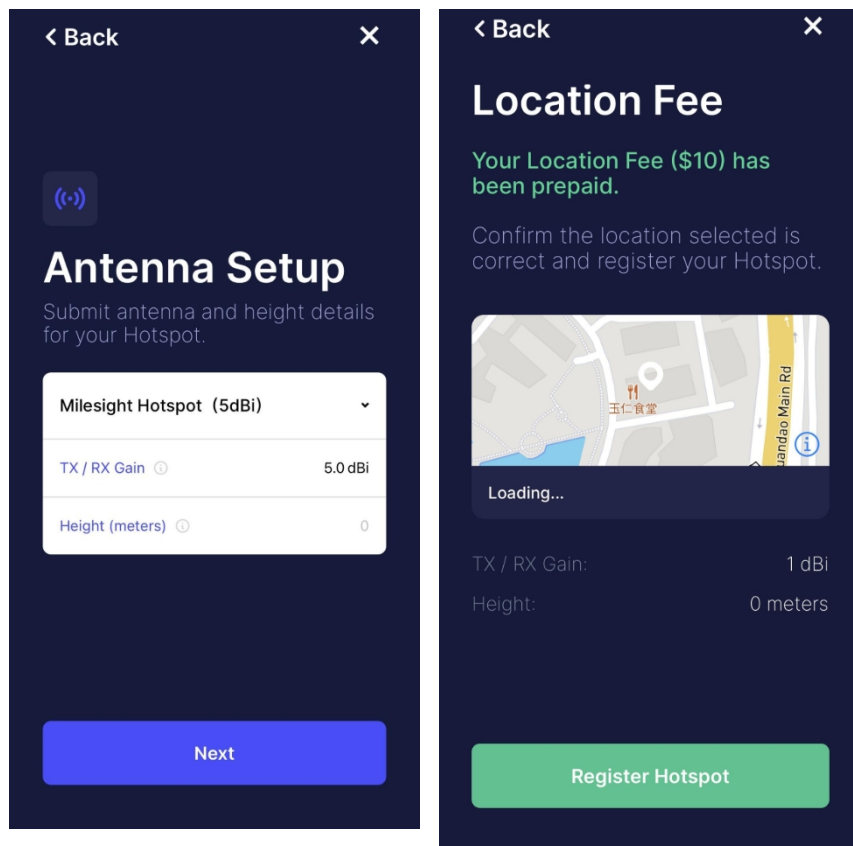 < Back
Antenna Setup
Submit antenna and height details
for your Hotspot.
Milesight Hotspot (5dBi)
TX / RX Gain
5.0 dBi
Height (meters)
0
Next
< Back
Location Fee
Your Location Fee ($10) has
been prepaid.
Confirm the location selected is
correct and register your Hotspot.
玉仁食堂
uandao Main Rd
Loading...
TX / RX Gain:
1 dBi
Height:
0 meters
Register Hotspot